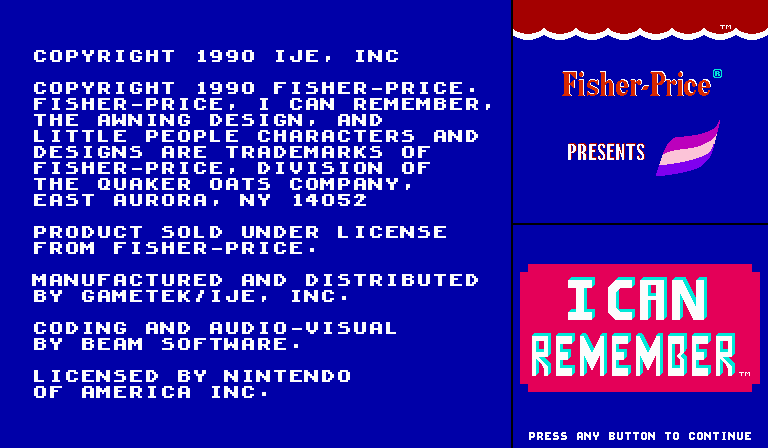 COPYRIGHT 1990 IJE, INC
COPYRIGHT 1990 FISHER-PRICE.
FISHER-PRICE, I CAN REMEMBER,
THE AWNING DESIGN, AND
LITTLE PEOPLE CHARACTERS AND
DESIGNS ARE TRADEMARKS OF
FISHER-PRICE, DIVISION OF
THE QUAKER OATS COMPANY,
EAST AURORA, NY 14052
PRODUCT SOLD UNDER LICENSE
FROM FISHER-PRICE.
MANUFACTURED AND DISTRIBUTED
BY GAMETEK/IJE, INC.
CODING AND AUDIO-VISUAL
BY BEAM SOFTWARE.
LICENSED BY NINTENDO
OF AMERICA INC.
TM
Fisher-Price®
PRESENTS
I CAN
REMEMBER TM
PRESS ANY BUTTON TO CONTINUE